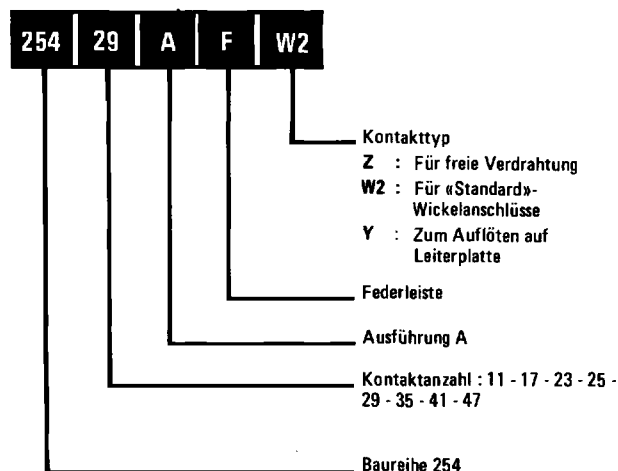 254 29 A F W2
Kontakttyp
Z : Für freie Verdrahtung
W2 : Für «Standard»-
Wickelanschlüsse
Y : Zum Auflöten auf
Leiterplatte
Federleiste
Ausführung A
Kontaktanzahl : 11 - 17 - 23 - 25 -
29 - 35 - 41 - 47
Baureihe 254